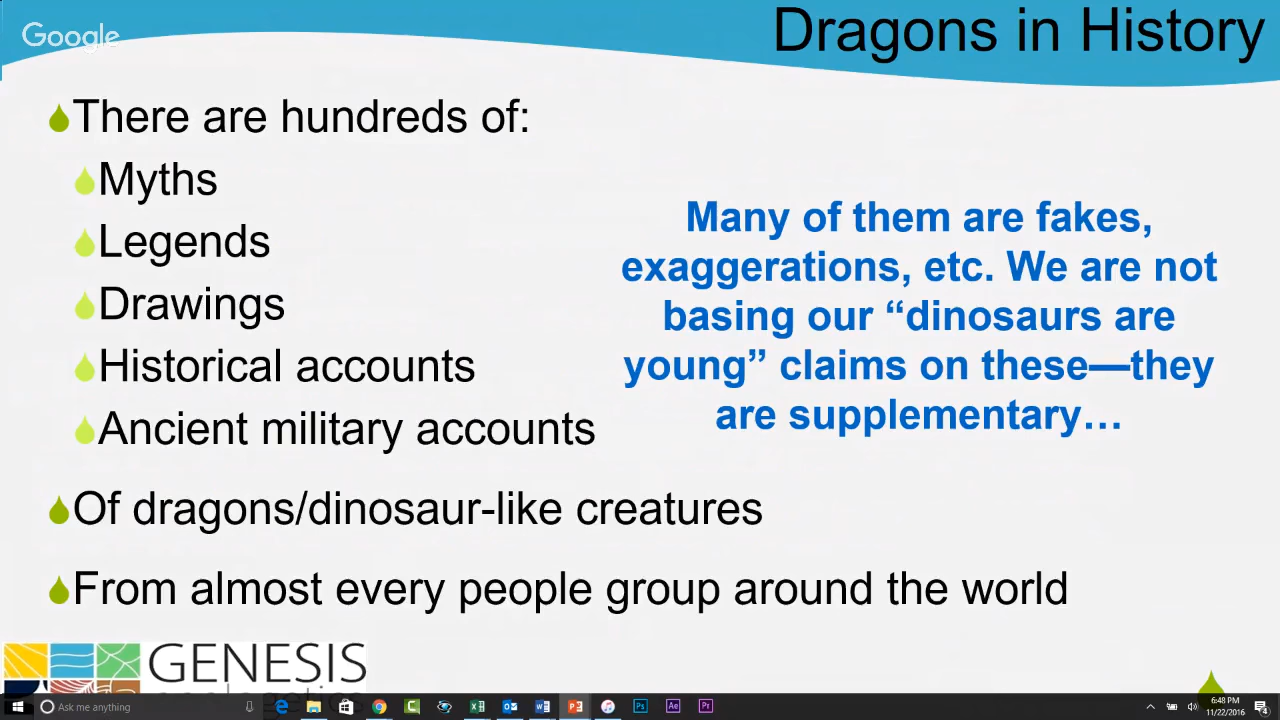 Google
Dragons in History
There are hundreds of:
Myths
Legends
Drawings
Historical accounts
Ancient military accounts
Many of them are fakes,
exaggerations, etc. We are not
basing our “dinosaurs are
young” claims on these—they
are supplementary…
Of dragons/dinosaur-like creatures
From almost every people group around the world
GENESIS
Ask me anything
6:48 PM
11/22/2016